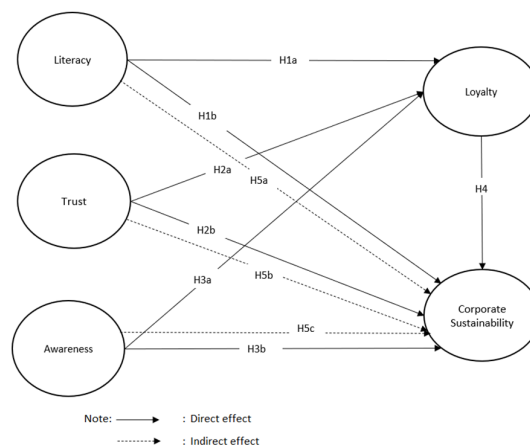 Literacy
H1a
Loyalty
H1b
H2a
H5a
H4
Trust
H2b
H5b
H3a
Corporate
Sustainability
H5c
Awareness
H3b
Note:
: Direct effect
: Indirect effect